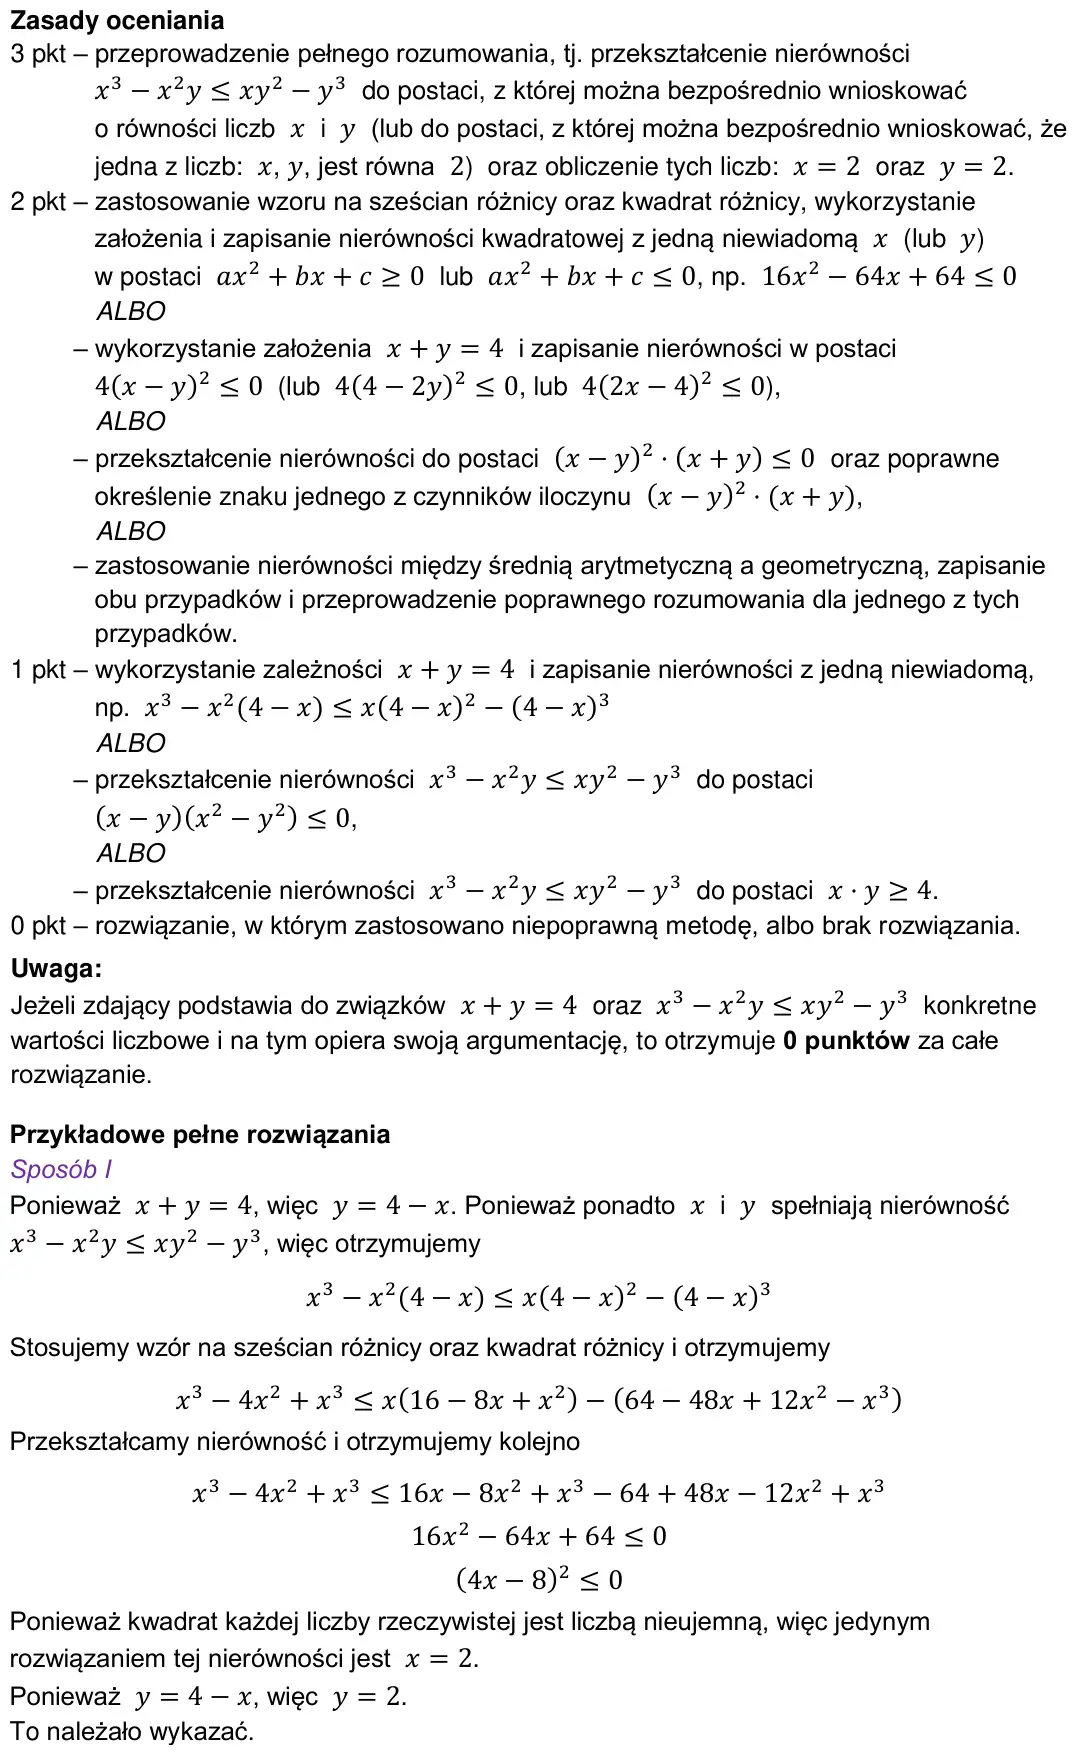 Zasady oceniania
3 pkt – przeprowadzenie pełnego rozumowania, tj. przekształcenie nierówności
x³ − x²y ≤ xy² − y³ do postaci, z której można bezpośrednio wnioskować
o równości liczb x i y (lub do postaci, z której można bezpośrednio wnioskować, że
jedna z liczb: x, y, jest równa 2) oraz obliczenie tych liczb: x = 2 oraz y = 2.
2 pkt – zastosowanie wzoru na sześcian różnicy oraz kwadrat różnicy, wykorzystanie
założenia i zapisanie nierówności kwadratowej z jedną niewiadomą x (lub y)
w postaci ax² + bx + c ≥ 0 lub ax² + bx + c ≤ 0, np. 16x² − 64x + 64 ≤ 0
ALBO
– wykorzystanie założenia x + y = 4 i zapisanie nierówności w postaci
4(x − y)² ≤ 0 (lub 4(4 − 2y)² ≤ 0, lub 4(2x − 4)² ≤ 0),
ALBO
– przekształcenie nierówności do postaci (x − y)² · (x + y) ≤ 0 oraz poprawne
określenie znaku jednego z czynników iloczynu (x − y)² · (x + y),
ALBO
– zastosowanie nierówności między średnią arytmetyczną a geometryczną, zapisanie
obu przypadków i przeprowadzenie poprawnego rozumowania dla jednego z tych
przypadków.
1 pkt – wykorzystanie zależności x + y = 4 i zapisanie nierówności z jedną niewiadomą,
np. x³ − x²(4 − x) ≤ x(4 − x)² − (4 − x)³
ALBO
– przekształcenie nierówności x³ − x²y ≤ xy² − y³ do postaci
(x − y)(x² − y²) ≤ 0,
ALBO
– przekształcenie nierówności x³ − x²y ≤ xy² − y³ do postaci x · y ≥ 4.
0 pkt – rozwiązanie, w którym zastosowano niepoprawną metodę, albo brak rozwiązania.
Uwaga:
Jeżeli zdający podstawia do związków x + y = 4 oraz x³ − x²y ≤ xy² − y³ konkretne
wartości liczbowe i na tym opiera swoją argumentację, to otrzymuje 0 punktów za całe
rozwiązanie.
Przykładowe pełne rozwiązania
Sposób I
Ponieważ x + y = 4, więc y = 4 − x. Ponieważ ponadto x i y spełniają nierówność
x³ − x²y ≤ xy² − y³, więc otrzymujemy
x³ − x²(4 − x) ≤ x(4 − x)² − (4 − x)³
Stosujemy wzór na sześcian różnicy oraz kwadrat różnicy i otrzymujemy
x³ − 4x² + x³ ≤ x(16 − 8x + x²) − (64 − 48x + 12x² − x³)
Przekształcamy nierówność i otrzymujemy kolejno
x³ − 4x² + x³ ≤ 16x − 8x² + x³ − 64 + 48x − 12x² + x³
16x² − 64x + 64 ≤ 0
(4x − 8)² ≤ 0
Ponieważ kwadrat każdej liczby rzeczywistej jest liczbą nieujemną, więc jedynym
rozwiązaniem tej nierówności jest x = 2.
Ponieważ y = 4 − x, więc y = 2.
To należało wykazać.